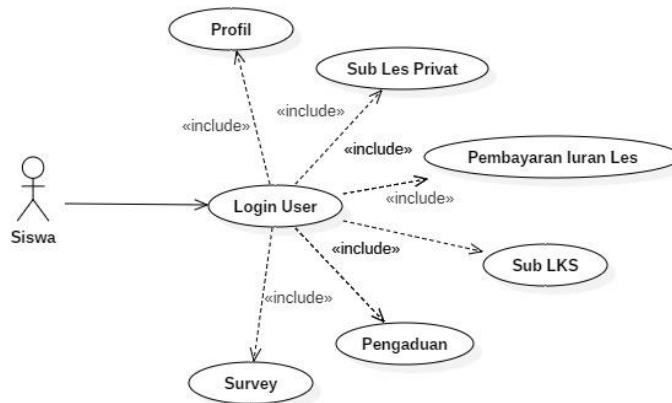 Profil
Sub Les Privat
«include»
«include»
«include»
Pembayaran Iuran Les
Siswa
Login User
«include»
«include»
Sub LKS
«include»
Pengaduan
Survey